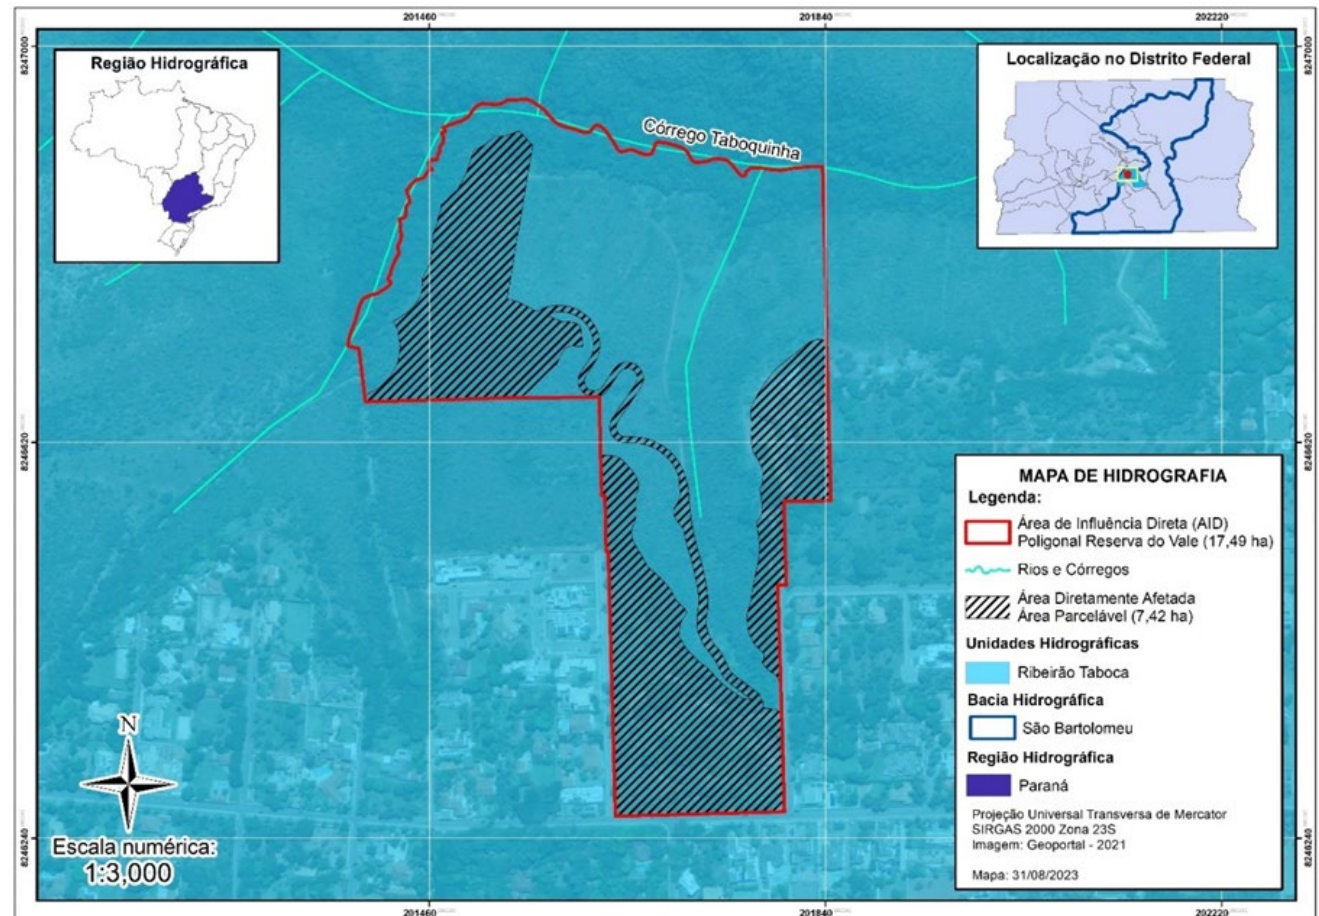 201460
201840
202220
8247000
8247000
Região Hidrográfica
Localização no Distrito Federal
Córrego Taboquinha
8246620
8246620
MAPA DE HIDROGRAFIA
Legenda:
Área de Influência Direta (AID)
Poligonal Reserva do Vale (17,49 ha)
Rios e Córregos
Área Diretamente Afetada
Área Parcelável (7,42 ha)
Unidades Hidrográficas
Ribeirão Taboca
Bacia Hidrográfica
São Bartolomeu
Região Hidrográfica
Paraná
Projeção Universal Transversa de Mercator
SIRGAS 2000 Zona 23S
Imagem: Geoportal - 2021
Mapa: 31/08/2023
N
Escala numérica:
1:3,000
8246240
8246240
201460
201840
202220